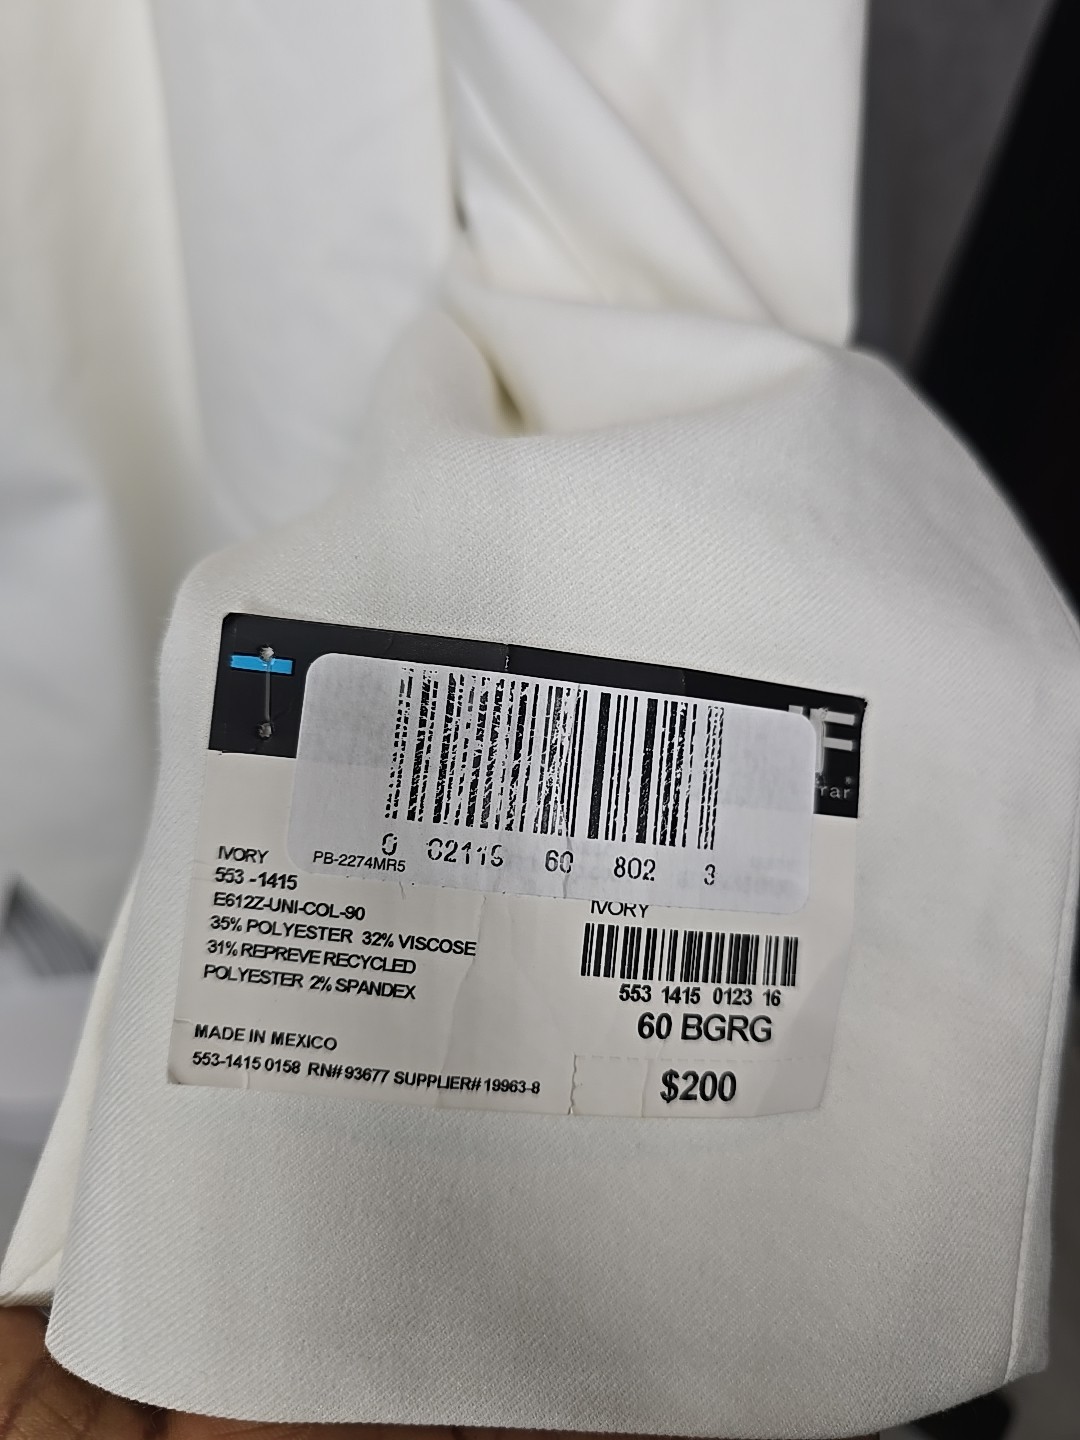 F
0 02115 60 802 3
PB-2274MR5
IVORY
553 -1415
E612Z-UNI-COL-90
35% POLYESTER 32% VISCOSE
31% REPREVE RECYCLED
POLYESTER 2% SPANDEX
MADE IN MEXICO
553-1415 0158 RN# 93677 SUPPLIER# 19963-8
IVORY
553 1415 0123 16
60 BGRG
$200